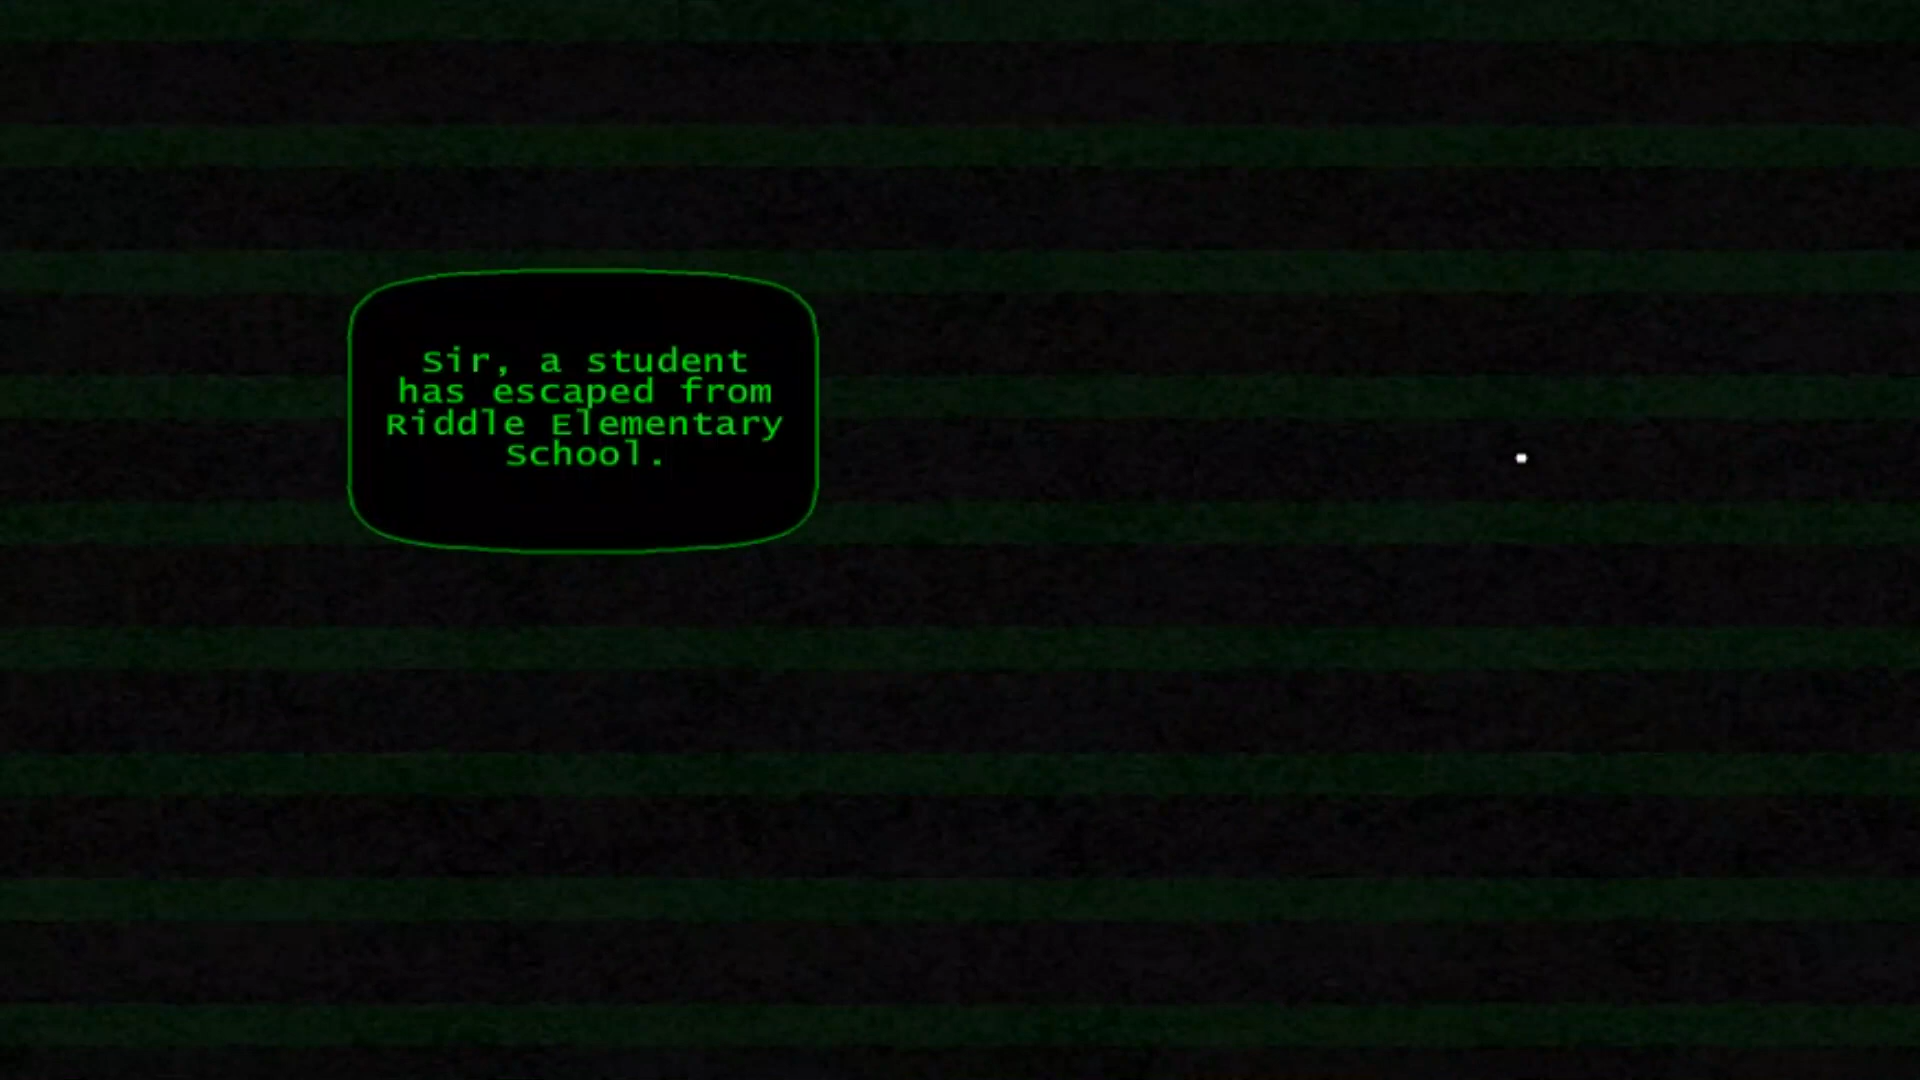 Sir, a student
has escaped from
Riddle Elementary
School.